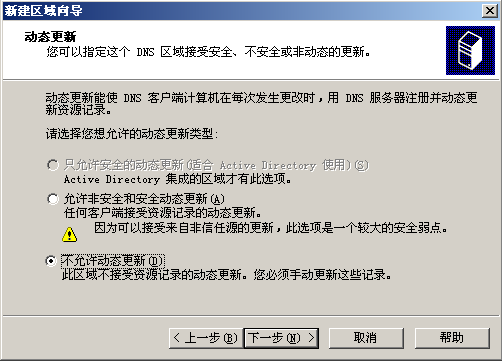 新建区域向导
动态更新
您可以指定这个 DNS 区域接受安全、不安全或非动态的更新。
动态更新能使 DNS 客户端计算机在每次发生更改时，用 DNS 服务器注册并动态更
新资源记录。
请选择您想允许的动态更新类型:
只允许安全的动态更新(适合 Active Directory 使用)(S)
Active Directory 集成的区域才有此选项。
允许非安全和安全动态更新(A)
任何客户端接受资源记录的动态更新。
因为可以接受来自非信任源的更新，此选项是一个较大的安全弱点。
不允许动态更新(D)
此区域不接受资源记录的动态更新。您必须手动更新这些记录。
< 上一步(B) 下一步(N) > 取消 帮助